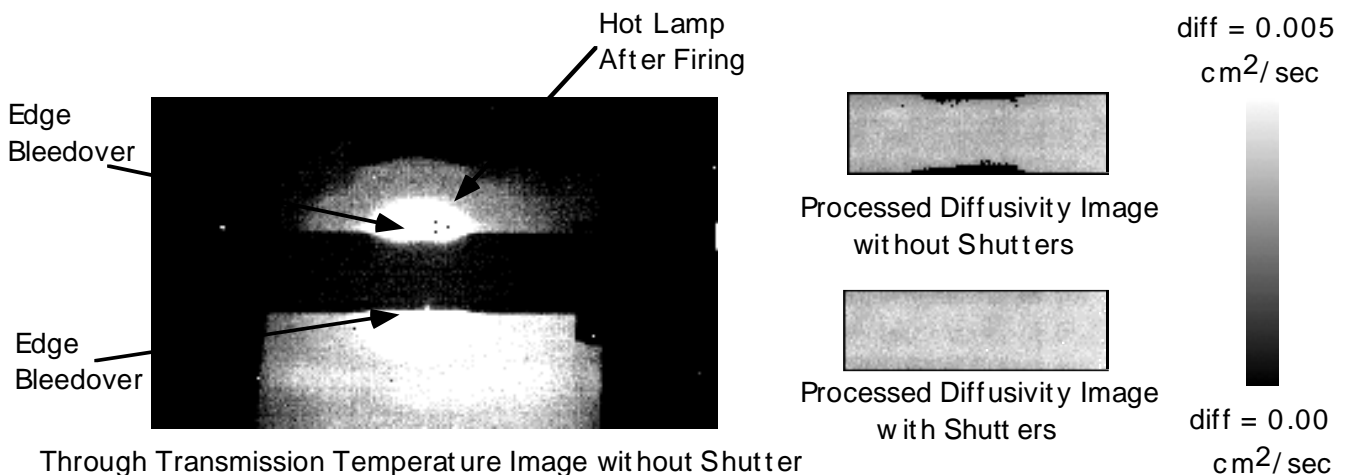 Hot Lamp
After Firing
Edge
Bleedover
Edge
Bleedover
Through Transmission Temperature Image without Shutter
Processed Diffusivity Image
without Shutters
Processed Diffusivity Image
with Shutters
diff = 0.005
cm2/sec
diff = 0.00
cm2/sec